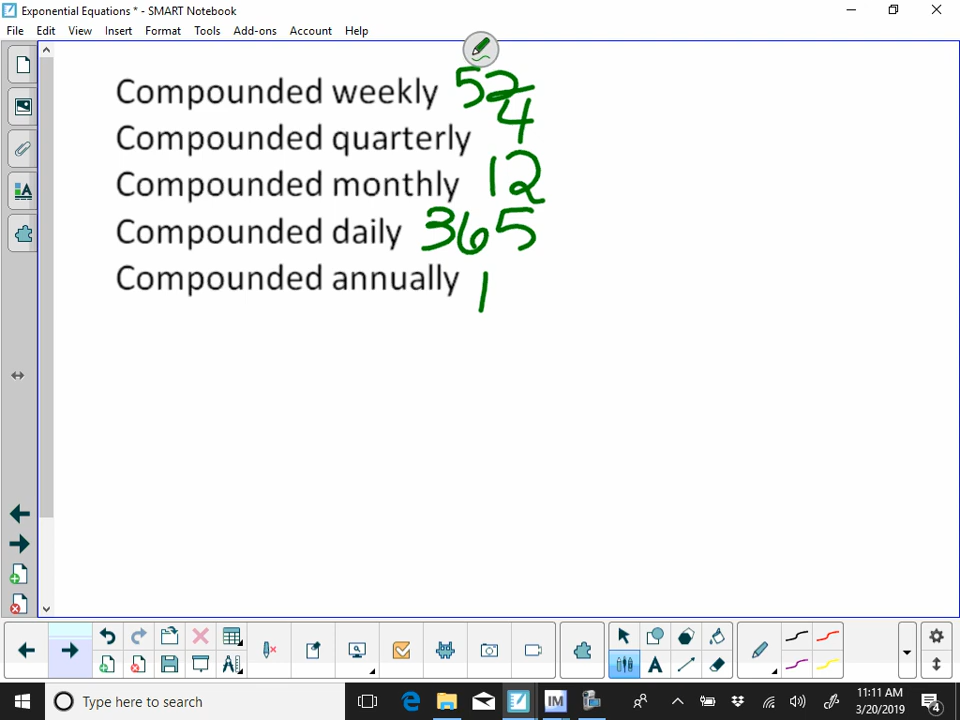 Exponential Equations * - SMART Notebook
File Edit View Insert Format Tools Add-ons Account Help
Compounded weekly 52
Compounded quarterly 4
Compounded monthly 12
Compounded daily 365
Compounded annually 1
Type here to search
IM
11:11 AM
3/20/2019
4